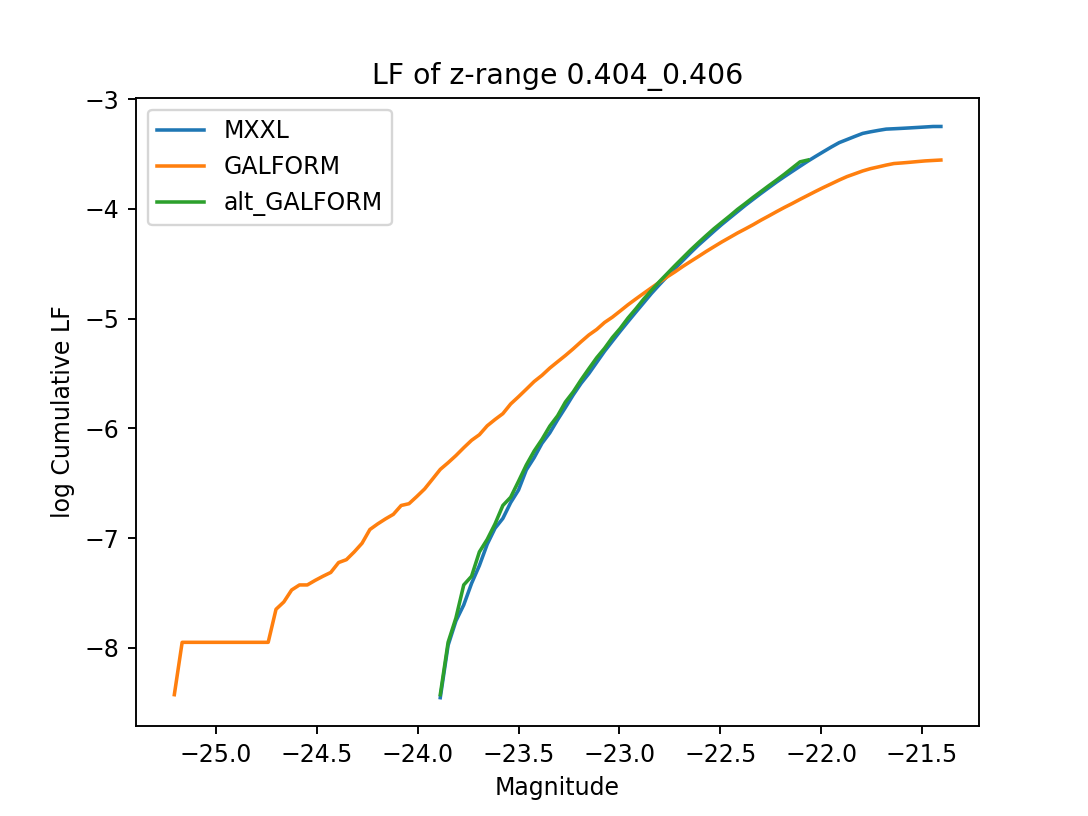 LF of z-range 0.404_0.406
MXXL
GALFORM
alt_GALFORM
log Cumulative LF
−3
−4
−5
−6
−7
−8
−25.0 −24.5 −24.0 −23.5 −23.0 −22.5 −22.0 −21.5
Magnitude